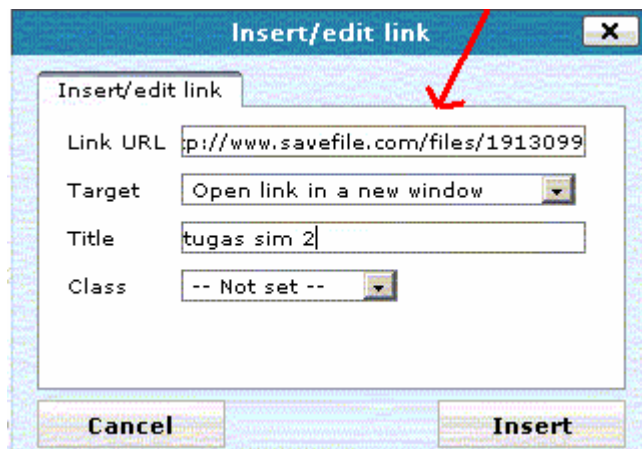 Insert/edit link
Insert/edit link
Link URL :p://www.savefile.com/files/1913099
Target Open link in a new window
Title tugas sim 2
Class -- Not set --
Cancel Insert